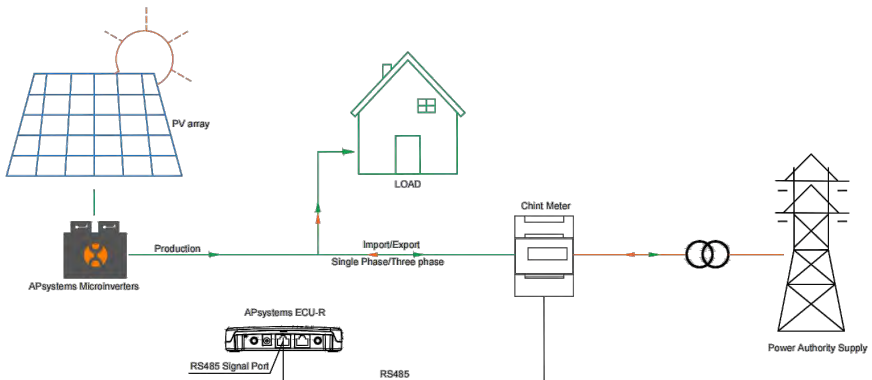 PV array
LOAD
Chint Meter
Production
Import/Export
Single Phase/Three phase
APsystems Microinverters
APsystems ECU-R
RS485 Signal Port
RS485
Power Authority Supply